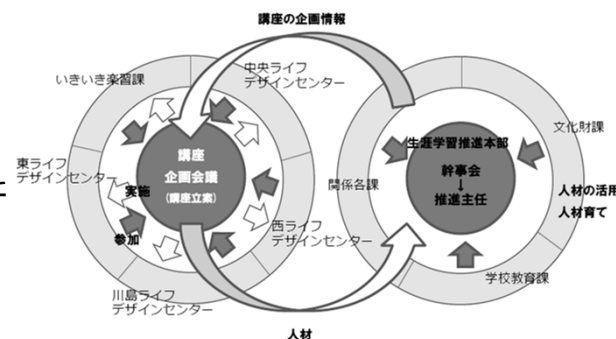 講座の企画情報
いきいき楽習課
中央ライフ
デザインセンター
講座
企画会議
(講座立案)
東ライフ
デザインセンター
実施
参加
西ライフ
デザインセンター
川島ライフ
デザインセンター
関係各課
生涯学習推進本部
幹事会
↓
推進主任
文化財課
人材の活用
人材育て
学校教育課
人材